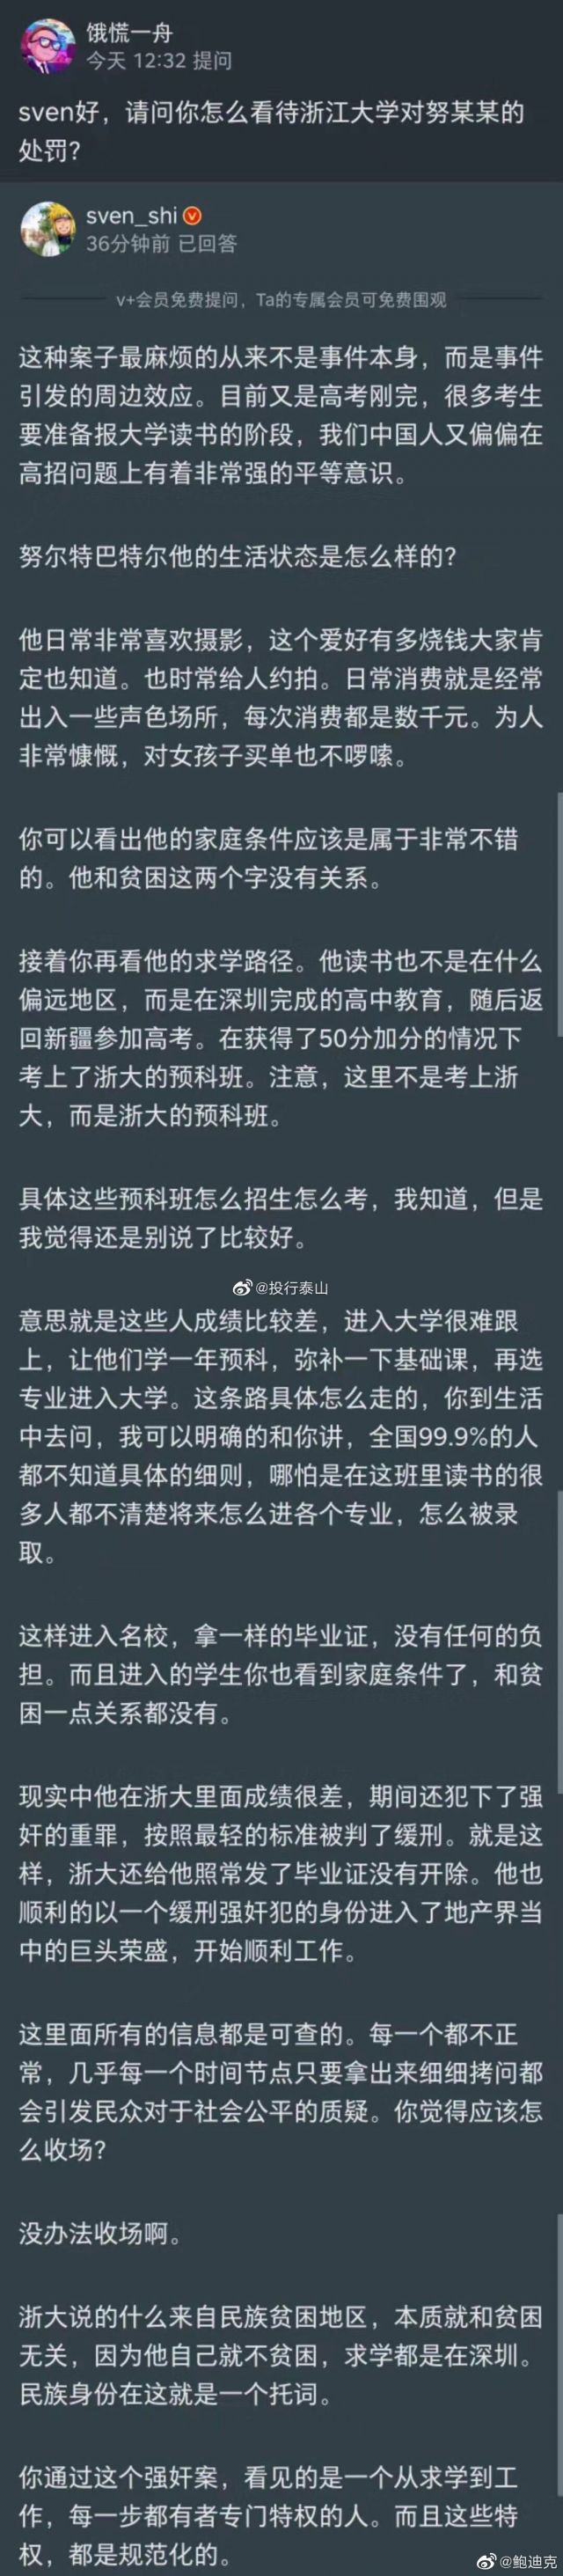 饿慌一舟
今天 12:32 提问
sven好，请问你怎么看待浙江大学对努某某的
处罚?
sven_shi
36分钟前 已回答
v+会员免费提问，Ta的专属会员可免费围观
这种案子最麻烦的从来不是事件本身，而是事件
引发的周边效应。目前又是高考刚完，很多考生
要准备报大学读书的阶段，我们中国人又偏偏在
高招问题上有着非常强的平等意识。
努尔特巴特尔他的生活状态是怎么样的?
他日常非常喜欢摄影，这个爱好有多烧钱大家肯
定也知道。也时常给人约拍。日常消费就是经常
出入一些声色场所，每次消费都是数千元。为人
非常慷慨，对女孩子买单也不啰嗦。
你可以看出他的家庭条件应该是属于非常不错
的。他和贫困这两个字没有关系。
接着你再看他的求学路径。他读书也不是在什么
偏远地区，而是在深圳完成的高中教育，随后返
回新疆参加高考。在获得了50分加分的情况下
考上了浙大的预科班。注意，这里不是考上浙
大，而是浙大的预科班。
具体这些预科班怎么招生怎么考，我知道，但是
我觉得还是别说了比较好。
@投行泰山
意思就是这些人成绩比较差，进入大学很难跟
上，让他们学一年预科，弥补一下基础课，再选
专业进入大学。这条路具体怎么走的，你到生活
中去问，我可以明确的和你讲，全国99.9%的人
都不知道具体的细则，哪怕是在这班里读书的很
多人都不清楚将来怎么进各个专业，怎么被录
取。
这样进入名校，拿一样的毕业证，没有任何的负
担。而且进入的学生你也看到家庭条件了，和贫
困一点关系都没有。
现实中他在浙大里面成绩很差，期间还犯下了强
奸的重罪，按照最轻的标准被判了缓刑。就是这
样，浙大还给他照常发了毕业证没有开除。他也
顺利的以一个缓刑强奸犯的身份进入了地产界当
中的巨头荣盛，开始顺利工作。
这里面所有的信息都是可查的。每一个都不正
常，几乎每一个时间节点只要拿出来细细拷问都
会引发民众对于社会公平的质疑。你觉得应该怎
么收场?
没办法收场啊。
浙大说的什么来自民族贫困地区，本质就和贫困
无关，因为他自己就不贫困，求学都是在深圳。
民族身份在这就是一个托词。
你通过这个强奸案，看见的是一个从求学到工
作，每一步都有者专门特权的人。而且这些特
权，都是规范化的。
@鲍迪克